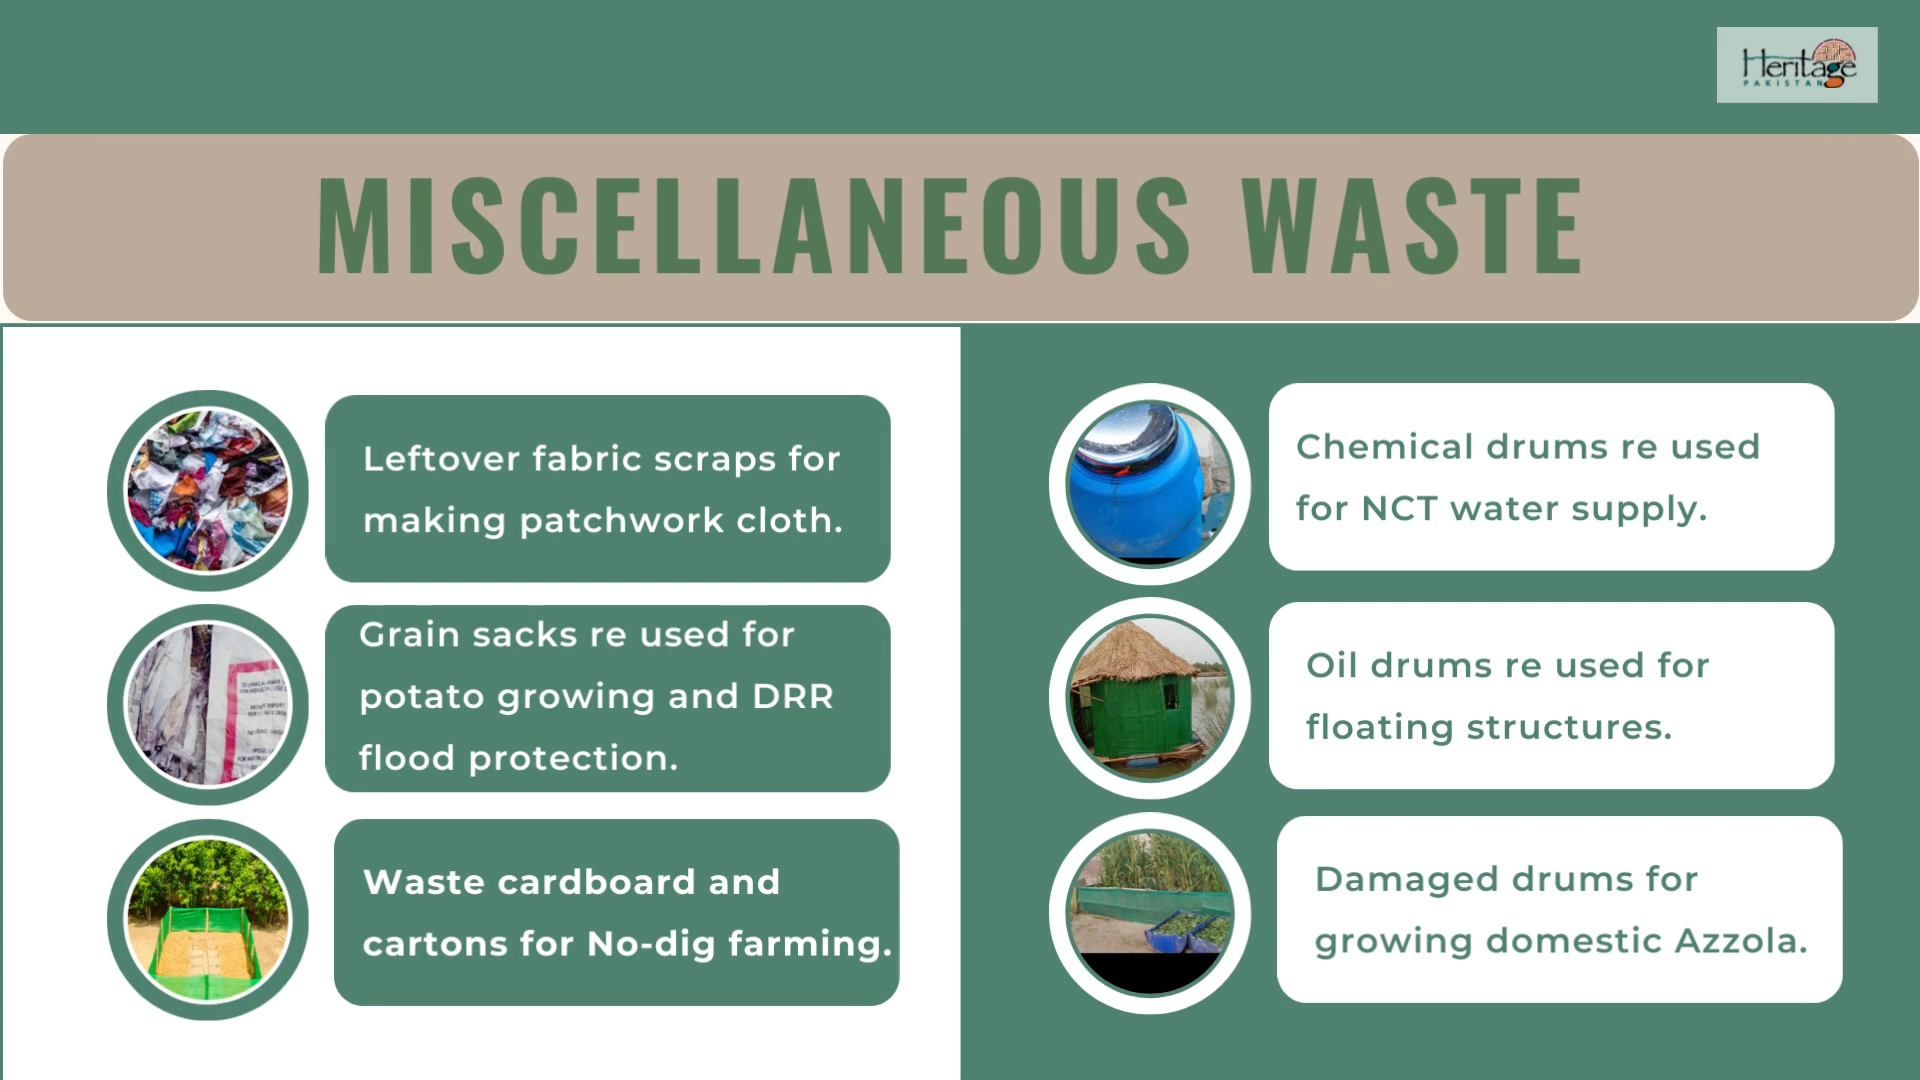 Heritage
PAKISTAN
MISCELLANEOUS WASTE
Leftover fabric scraps for
making patchwork cloth.
Grain sacks re used for
potato growing and DRR
flood protection.
Waste cardboard and
cartons for No-dig farming.
Chemical drums re used
for NCT water supply.
Oil drums re used for
floating structures.
Damaged drums for
growing domestic Azzola.